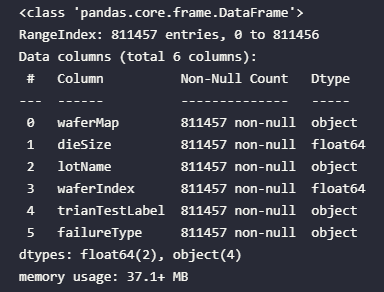 <class 'pandas.core.frame.DataFrame'>
RangeIndex: 811457 entries, 0 to 811456
Data columns (total 6 columns):
 #   Column          Non-Null Count   Dtype
---  ------          --------------   -----
 0   waferMap        811457 non-null  object
 1   dieSize         811457 non-null  float64
 2   lotName         811457 non-null  object
 3   waferIndex      811457 non-null  float64
 4   trianTestLabel  811457 non-null  object
 5   failureType     811457 non-null  object
dtypes: float64(2), object(4)
memory usage: 37.1+ MB